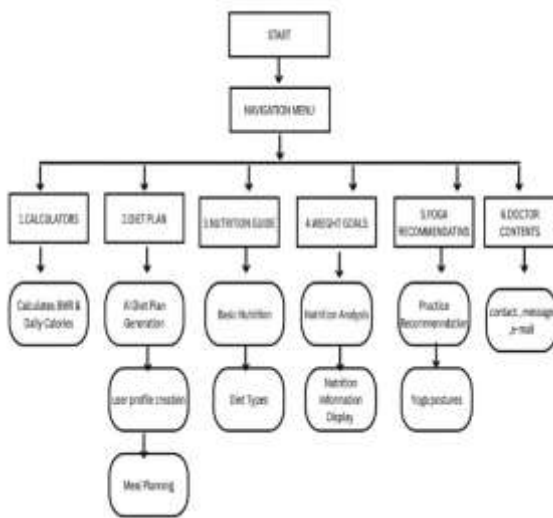 START
NAVIGATION MENU
1.CALCULATORS
2.DIET PLAN
3.NUTRITION GUIDE
4.WEIGHT GOALS
5.YOGA
RECOMMENDATINS
6.DOCTOR
CONTENTS
Calculates BMR &
Daily Calories
AI Diet Plan
Generation
Basic Nutrition
Nutrition Analysis
Practice
Recommendation
contact ,message
,e-mail
user profile creation
Diet Types
Nutrition
Information
Display
Yoga postures
Meal Planning